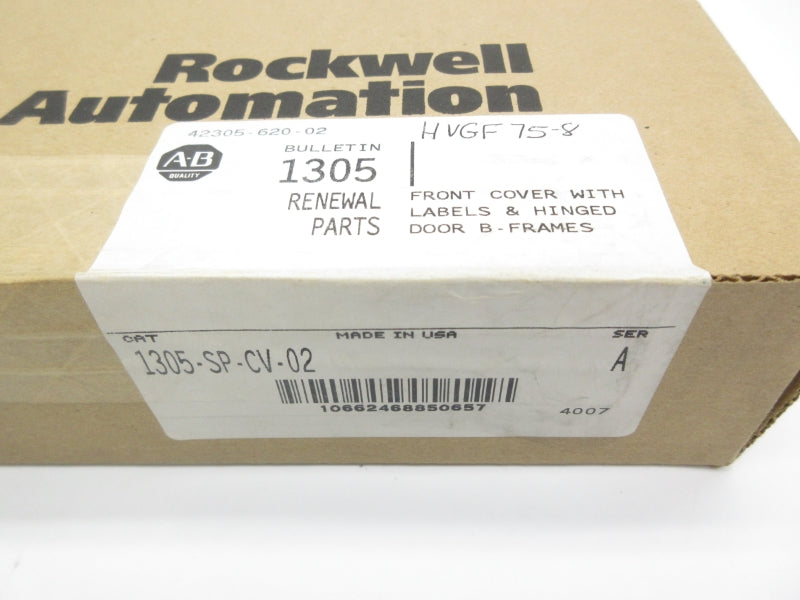 Rockwell
Automation
42305-620-02
HVGF 75-8
A-B
QUALITY
BULLETIN
1305
RENEWAL
PARTS
FRONT COVER WITH
LABELS & HINGED
DOOR B-FRAMES
CAT
MADE IN USA
SER
1305-SP-CV-02
A
10662468850657
4007